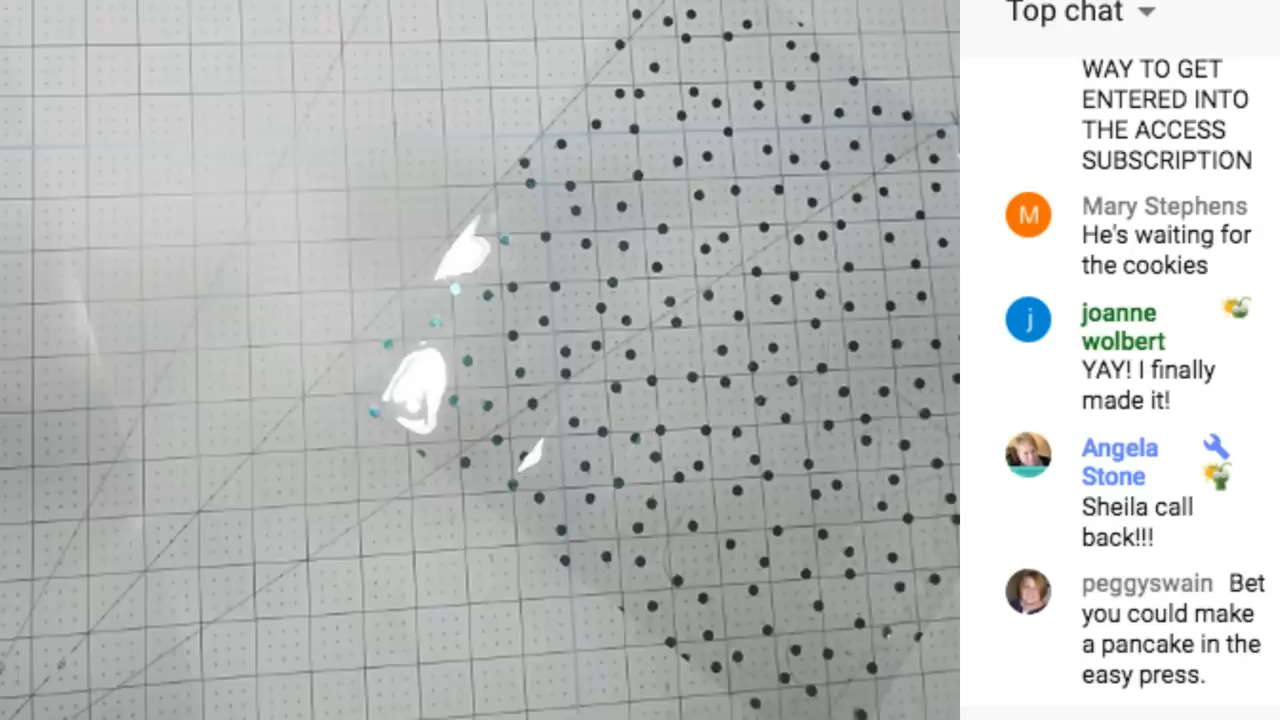 Top chat
WAY TO GET
ENTERED INTO
THE ACCESS
SUBSCRIPTION
M
Mary Stephens
He's waiting for
the cookies
j
joanne
wolbert
YAY! I finally
made it!
Angela
Stone
Sheila call
back!!!
peggyswain Bet
you could make
a pancake in the
easy press.